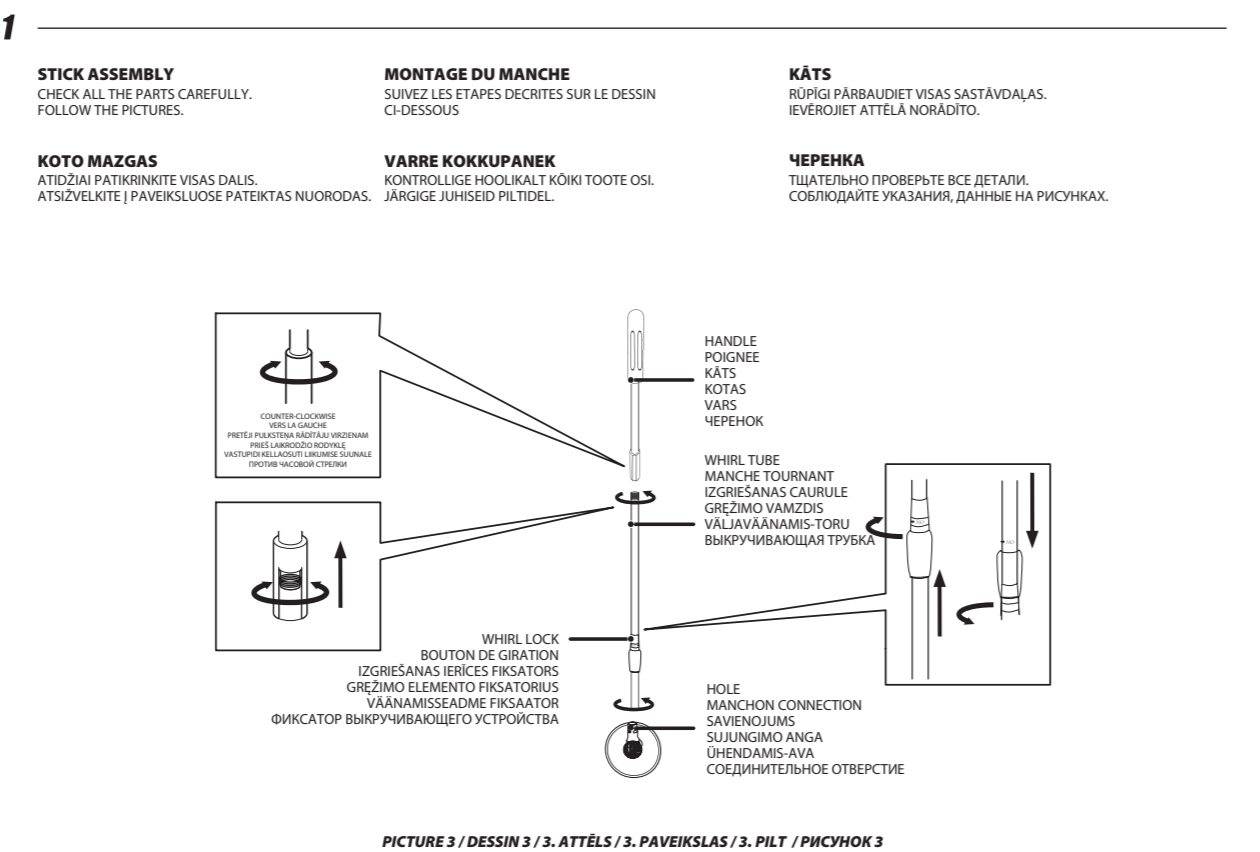 1
STICK ASSEMBLY
CHECK ALL THE PARTS CAREFULLY.
FOLLOW THE PICTURES.
MONTAGE DU MANCHE
SUIVEZ LES ETAPES DECRITES SUR LE DESSIN
CI-DESSOUS
KĀTS
RŪPĪGI PĀRBAUDIET VISAS SASTĀVDAĻAS.
IEVĒROJIET ATTĒLĀ NORĀDĪTO.
KOTO MAZGAS
ATIDŽIAI PATIKRINKITE VISAS DALIS.
ATSIŽVELKITE Į PAVEIKSLUOSE PATEIKTAS NUORODAS.
VARRE KOKKUPANEK
KONTROLLIGE HOOLIKALT KÕIKI TOOTE OSI.
JÄRGIGE JUHISEID PILTIDEL.
ЧЕРЕНКА
ТЩАТЕЛЬНО ПРОВЕРЬТЕ ВСЕ ДЕТАЛИ.
СОБЛЮДАЙТЕ УКАЗАНИЯ, ДАННЫЕ НА РИСУНКАХ.
COUNTER-CLOCKWISE
VERS LA GAUCHE
PRETĒJI PULKSTEŅA RĀDĪTĀJU VIRZIENAM
PRIEŠ LAIKRODŽIO RODYKLĘ
VASTUPIDI KELLAOSUTI LIIKUMISE SUUNALE
ПРОТИВ ЧАСОВОЙ СТРЕЛКИ
HANDLE
POIGNEE
KĀTS
KOTAS
VARS
ЧЕРЕНОК
WHIRL TUBE
MANCHE TOURNANT
IZGRIEŠANAS CAURULE
GRĘŽIMO VAMZDIS
VÄLJAVÄÄNAMIS-TORU
ВЫКРУЧИВАЮЩАЯ ТРУБКА
WHIRL LOCK
BOUTON DE GIRATION
IZGRIEŠANAS IERĪCES FIKSATORS
GRĘŽIMO ELEMENTO FIKSATORIUS
VÄÄNAMISSEADME FIKSAATOR
ФИКСАТОР ВЫКРУЧИВАЮЩЕГО УСТРОЙСТВА
HOLE
MANCHON CONNECTION
SAVIENOJUMS
SUJUNGIMO ANGA
ÜHENDAMIS-AVA
СОЕДИНИТЕЛЬНОЕ ОТВЕРСТИЕ
PICTURE 3 / DESSIN 3 / 3. ATTĒLS / 3. PAVEIKSLAS / 3. PILT / РИСУНОК 3